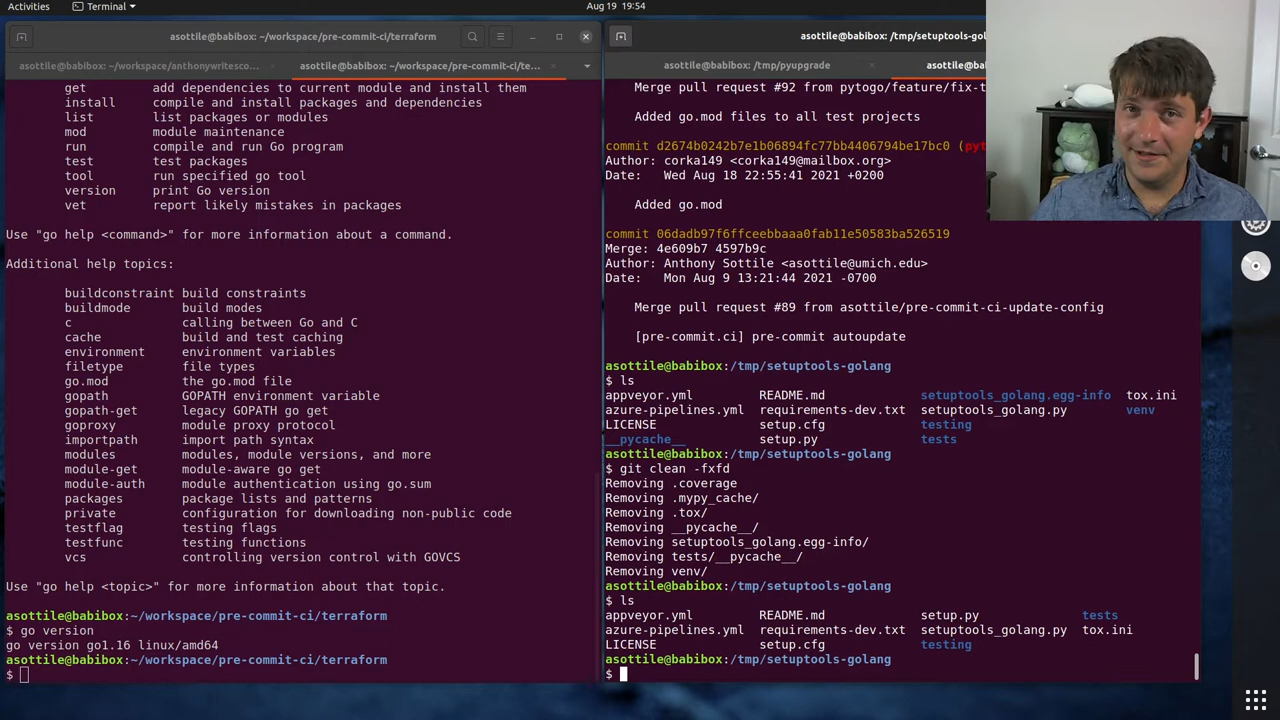 Activities
Terminal
Aug 19 19:54
asottile@babibox: ~/workspace/pre-commit-ci/terraform
asottile@babibox: ~/workspace/anthonywritesco…
asottile@babibox: ~/workspace/pre-commit-ci/te…
get add dependencies to current module and install them
install compile and install packages and dependencies
list list packages or modules
mod module maintenance
run compile and run Go program
test test packages
tool run specified go tool
version print Go version
vet report likely mistakes in packages
Use "go help <command>" for more information about a command.
Additional help topics:
buildconstraint build constraints
buildmode build modes
c calling between Go and C
cache build and test caching
environment environment variables
filetype file types
go.mod the go.mod file
gopath GOPATH environment variable
gopath-get legacy GOPATH go get
goproxy module proxy protocol
importpath import path syntax
modules modules, module versions, and more
module-get module-aware go get
module-auth module authentication using go.sum
packages package lists and patterns
private configuration for downloading non-public code
testflag testing flags
testfunc testing functions
vcs controlling version control with GOVCS
Use "go help <topic>" for more information about that topic.
asottile@babibox:~/workspace/pre-commit-ci/terraform
$ go version
go version go1.16 linux/amd64
asottile@babibox:~/workspace/pre-commit-ci/terraform
$
asottile@babibox: /tmp/setuptools-gol
asottile@babibox: /tmp/pyupgrade
asottile@bab
Merge pull request #92 from pytogo/feature/fix-t
Added go.mod files to all test projects
commit d2674b0242b7e1b06894fc77bb4406794be17bc0 (pyt
Author: corka149 <corka149@mailbox.org>
Date: Wed Aug 18 22:55:41 2021 +0200
Added go.mod
commit 06dadb97f6ffceebbaaa0fab11e50583ba526519
Merge: 4e609b7 4597b9c
Author: Anthony Sottile <asottile@umich.edu>
Date: Mon Aug 9 13:21:44 2021 -0700
Merge pull request #89 from asottile/pre-commit-ci-update-config
[pre-commit.ci] pre-commit autoupdate
asottile@babibox:/tmp/setuptools-golang
$ ls
appveyor.yml README.md setuptools_golang.egg-info tox.ini
azure-pipelines.yml requirements-dev.txt setuptools_golang.py venv
LICENSE setup.cfg testing
__pycache__ setup.py tests
asottile@babibox:/tmp/setuptools-golang
$ git clean -fxfd
Removing .coverage
Removing .mypy_cache/
Removing .tox/
Removing __pycache__/
Removing setuptools_golang.egg-info/
Removing tests/__pycache__/
Removing venv/
asottile@babibox:/tmp/setuptools-golang
$ ls
appveyor.yml README.md setup.py tests
azure-pipelines.yml requirements-dev.txt setuptools_golang.py tox.ini
LICENSE setup.cfg testing
asottile@babibox:/tmp/setuptools-golang
$